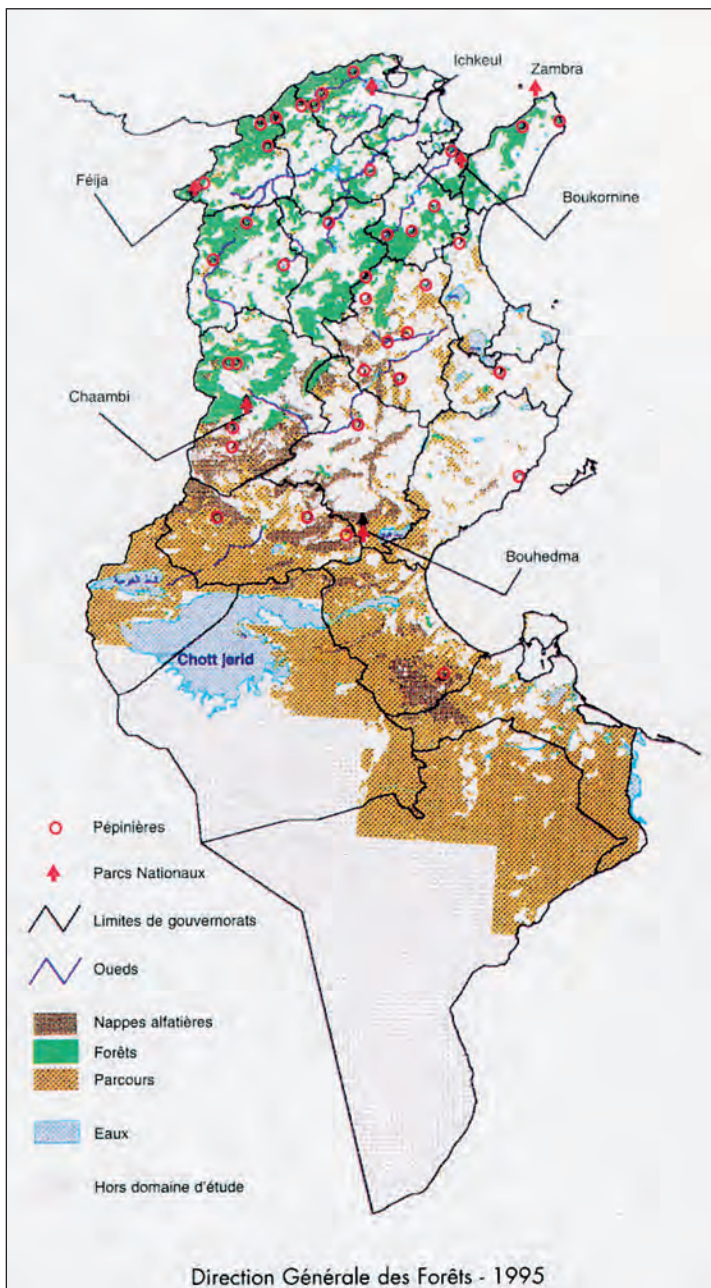 Ichkeul
Zambra
Féija
Boukornine
Chaambi
Bouhedma
Chott jerid
Pépinières
Parcs Nationaux
Limites de gouvernorats
Oueds
Nappes alfatières
Forêts
Parcours
Eaux
Hors domaine d'étude
Direction Générale des Forêts - 1995